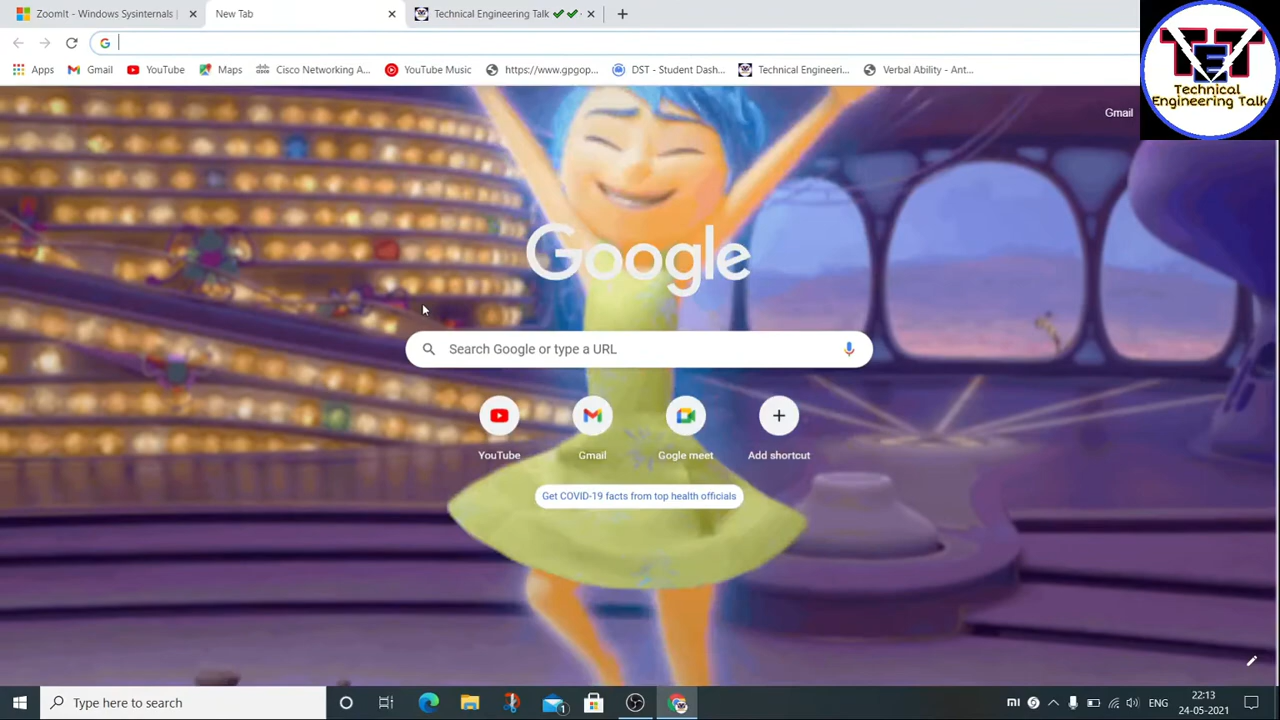 ZoomIt - Windows Sysinternals |
New Tab
Technical Engineering Talk ✔✔ -
Apps
Gmail
YouTube
Maps
Cisco Networking A...
YouTube Music
https://www.gpgop...
DST - Student Dash...
Technical Engineeri...
Verbal Ability - Ant...
TET
Technical
Engineering Talk
Gmail
Google
Search Google or type a URL
YouTube
Gmail
Gogle meet
Add shortcut
Get COVID-19 facts from top health officials
Type here to search
1
mi
ENG
22:13
24-05-2021